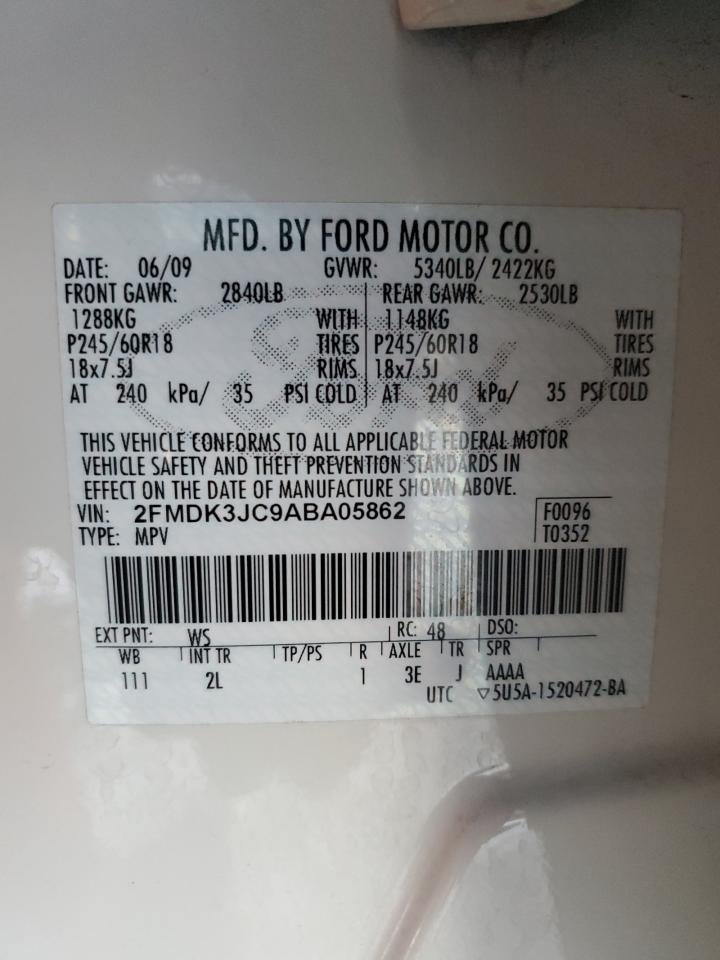 MFD. BY FORD MOTOR CO.
DATE: 06/09 GVWR: 5340LB/ 2422KG
FRONT GAWR: 2840LB REAR GAWR: 2530LB
1288KG WITH 1148KG WITH
P245/60R18 TIRES P245/60R18 TIRES
18x7.5J RIMS 18x7.5J RIMS
AT 240 kPa/ 35 PSI COLD AT 240 kPa/ 35 PSI COLD
Ford
THIS VEHICLE CONFORMS TO ALL APPLICABLE FEDERAL MOTOR
VEHICLE SAFETY AND THEFT PREVENTION STANDARDS IN
EFFECT ON THE DATE OF MANUFACTURE SHOWN ABOVE.
VIN: 2FMDK3JC9ABA05862 F0096
TYPE: MPV T0352
EXT PNT: WS RC: 48 DSO:
WB INT TR TP/PS R AXLE TR SPR
111 2L 1 3E J AAAA
UTC ▽5U5A-1520472-BA